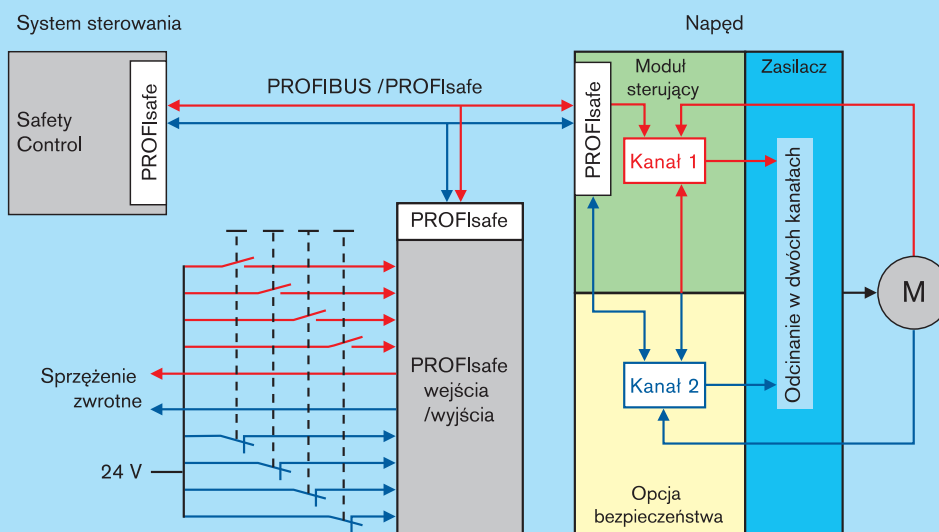 System sterowania
Napęd
Safety
Control
PROFIsafe
PROFIBUS /PROFIsafe
PROFIsafe
Moduł
sterujący
Zasilacz
Kanał 1
Odcinanie w dwóch kanałach
M
PROFIsafe
PROFIsafe
wejścia
/wyjścia
Sprzężenie
zwrotne
24 V
Kanał 2
Opcja
bezpieczeństwa